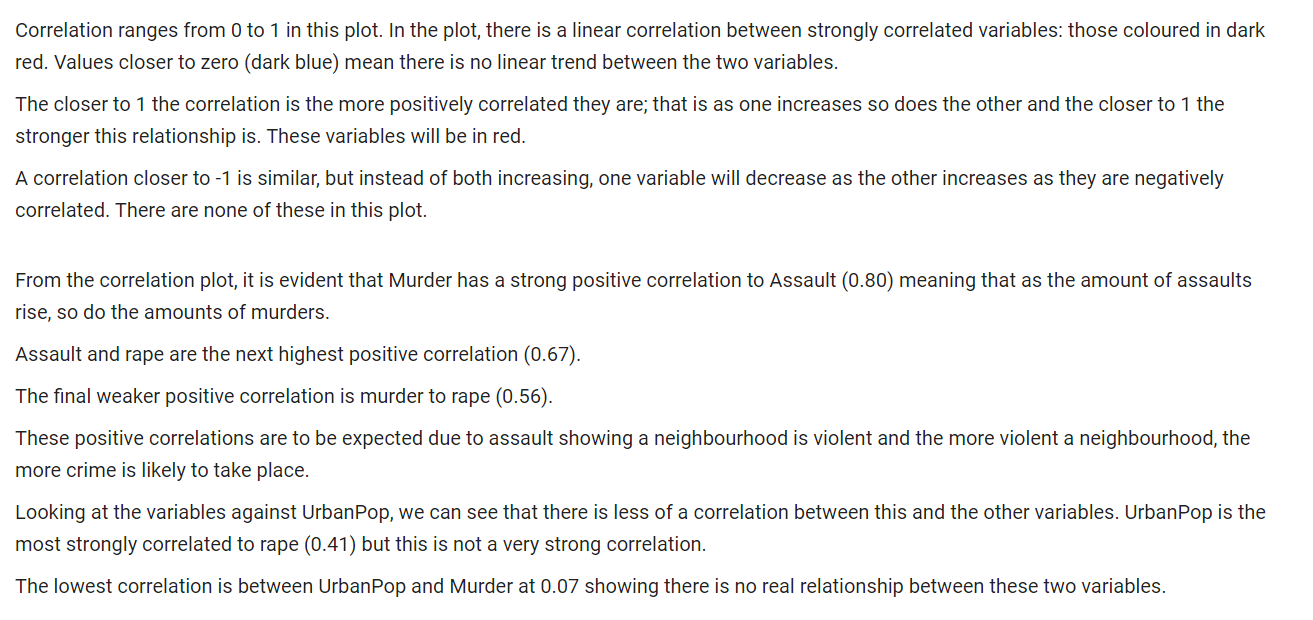 Correlation ranges from 0 to 1 in this plot. In the plot, there is a linear correlation between strongly correlated variables: those coloured in dark
red. Values closer to zero (dark blue) mean there is no linear trend between the two variables.
The closer to 1 the correlation is the more positively correlated they are; that is as one increases so does the other and the closer to 1 the
stronger this relationship is. These variables will be in red.
A correlation closer to -1 is similar, but instead of both increasing, one variable will decrease as the other increases as they are negatively
correlated. There are none of these in this plot.
From the correlation plot, it is evident that Murder has a strong positive correlation to Assault (0.80) meaning that as the amount of assaults
rise, so do the amounts of murders.
Assault and rape are the next highest positive correlation (0.67).
The final weaker positive correlation is murder to rape (0.56).
These positive correlations are to be expected due to assault showing a neighbourhood is violent and the more violent a neighbourhood, the
more crime is likely to take place.
Looking at the variables against UrbanPop, we can see that there is less of a correlation between this and the other variables. UrbanPop is the
most strongly correlated to rape (0.41) but this is not a very strong correlation.
The lowest correlation is between UrbanPop and Murder at 0.07 showing there is no real relationship between these two variables.